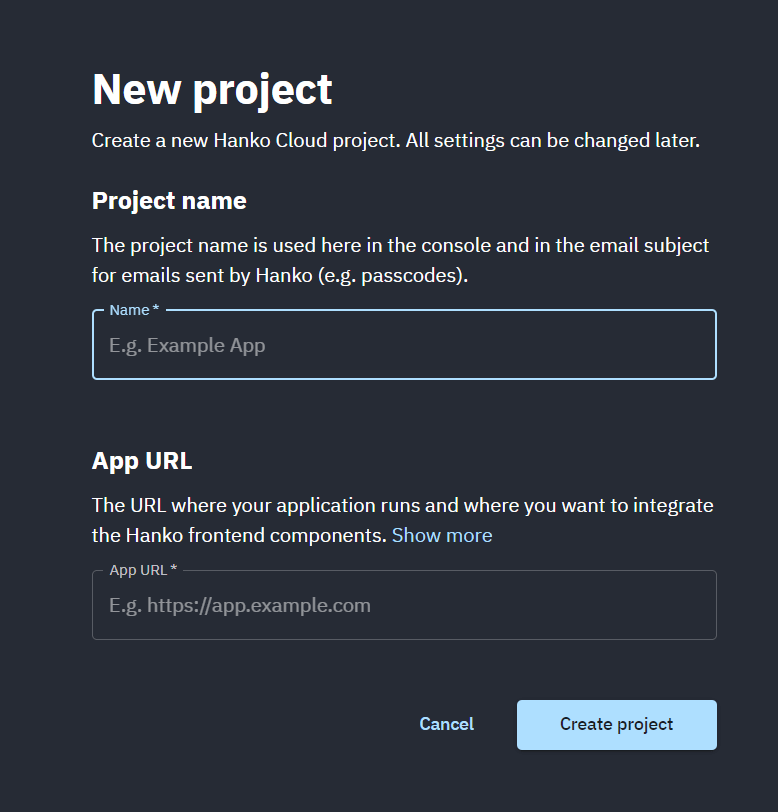 New project
Create a new Hanko Cloud project. All settings can be changed later.
Project name
The project name is used here in the console and in the email subject
for emails sent by Hanko (e.g. passcodes).
Name *
E.g. Example App
App URL
The URL where your application runs and where you want to integrate
the Hanko frontend components. Show more
App URL *
E.g. https://app.example.com
Cancel
Create project